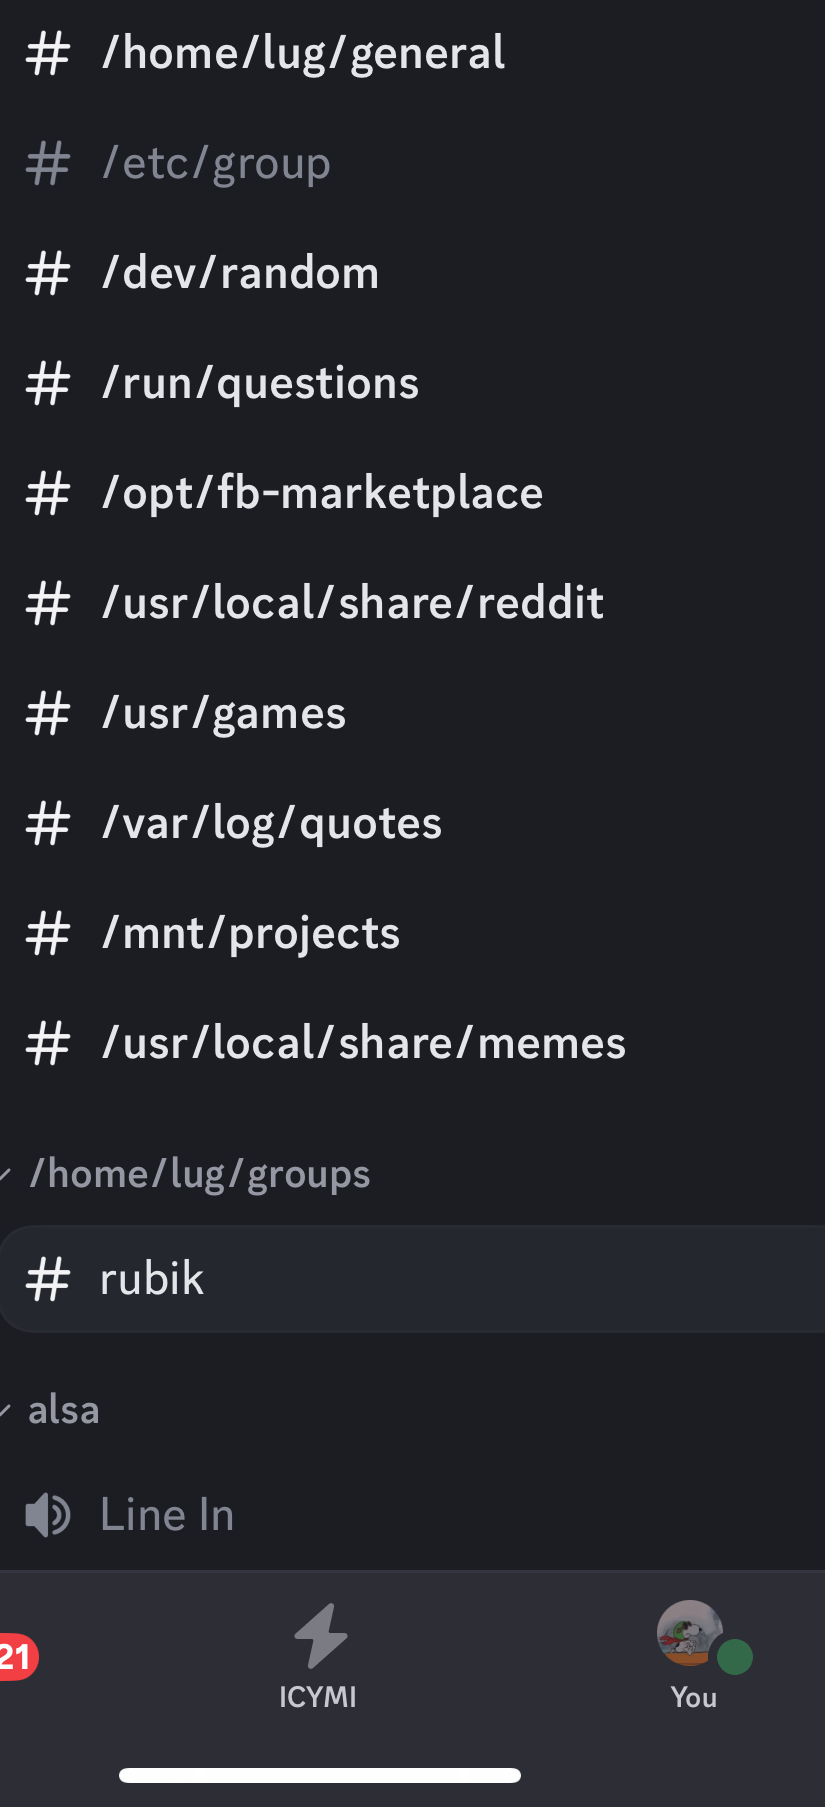 # /home/lug/general
# /etc/group
# /dev/random
# /run/questions
# /opt/fb-marketplace
# /usr/local/share/reddit
# /usr/games
# /var/log/quotes
# /mnt/projects
# /usr/local/share/memes
/home/lug/groups
# rubik
alsa
Line In
21
ICYMI
You